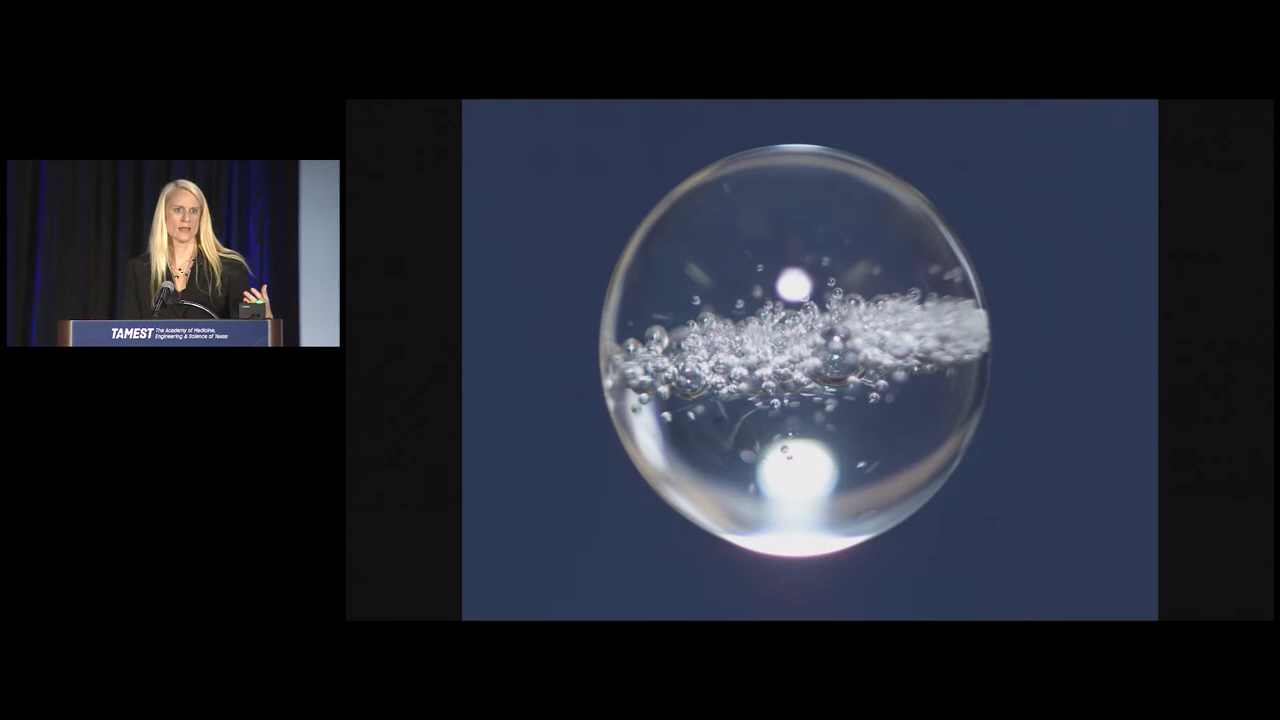 TAMEST The Academy of Medicine,
Engineering & Science of Texas